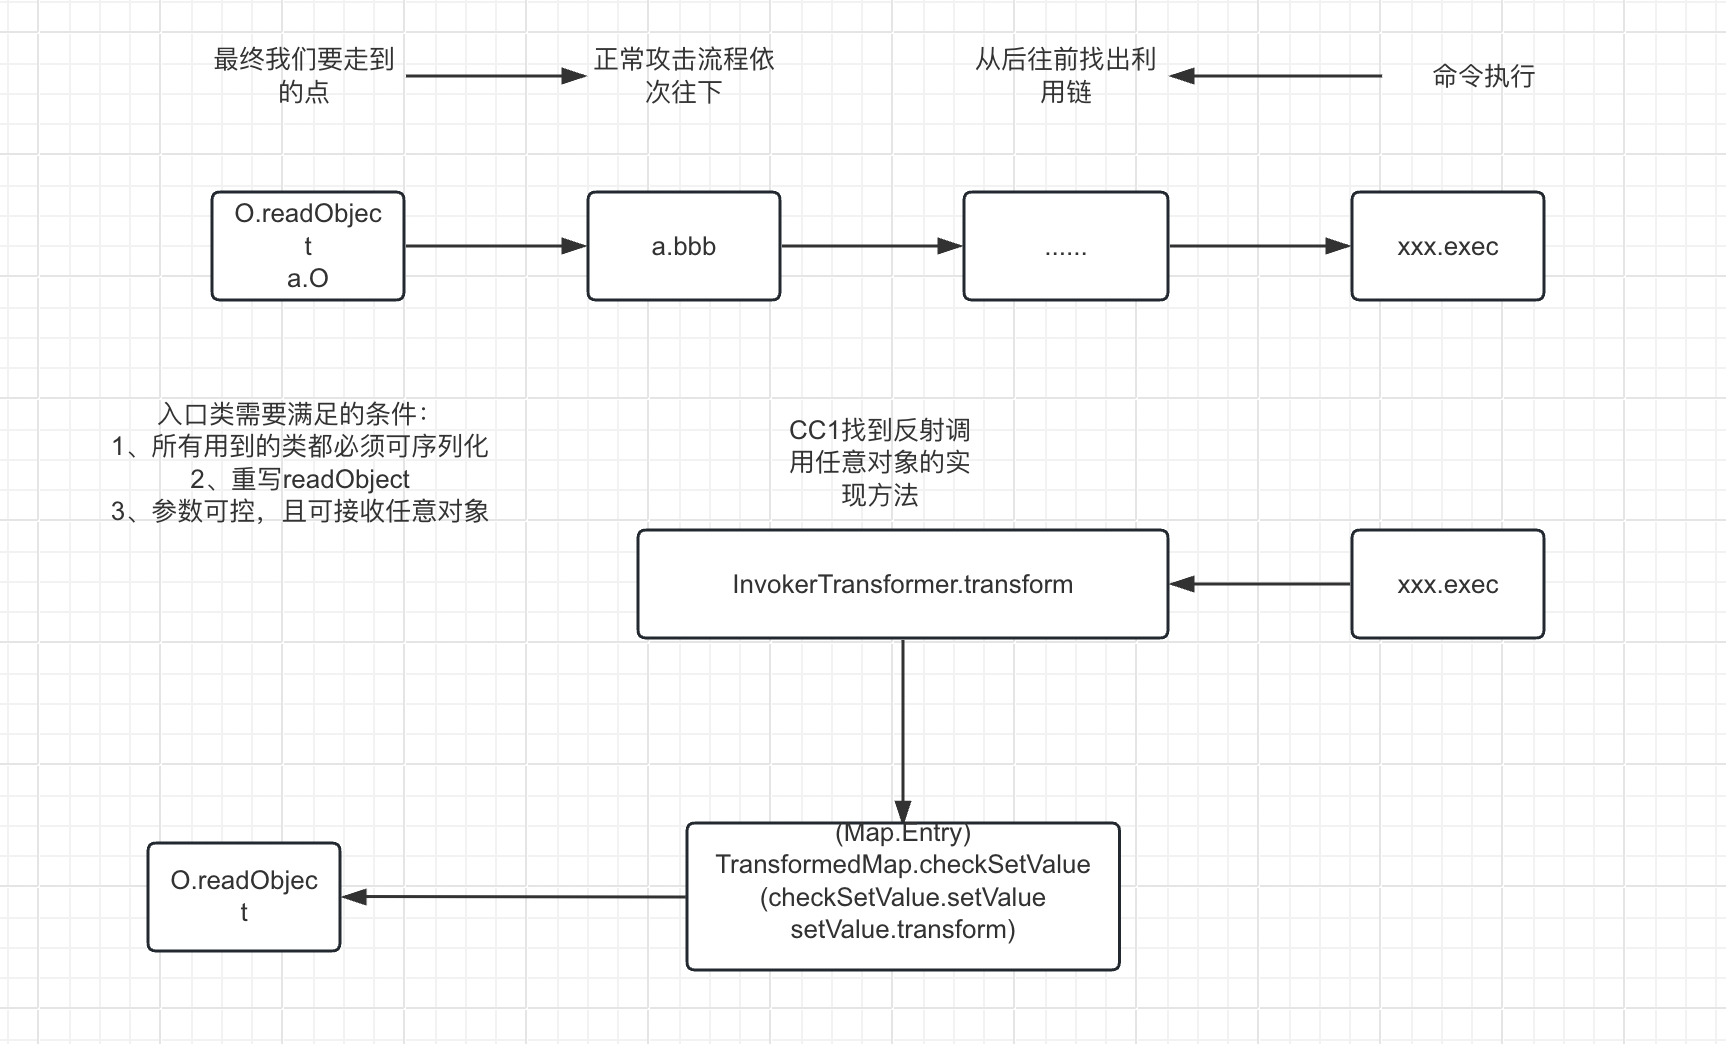 最终我们要走到
的点
正常攻击流程依
次往下
从后往前找出利
用链
命令执行
O.readObjec
t
a.O
a.bbb
......
xxx.exec
入口类需要满足的条件：
1、所有用到的类都必须可序列化
2、重写readObject
3、参数可控，且可接收任意对象
CC1找到反射调
用任意对象的实
现方法
InvokerTransformer.transform
xxx.exec
(Map.Entry)
TransformedMap.checkSetValue
(checkSetValue.setValue
setValue.transform)
O.readObjec
t